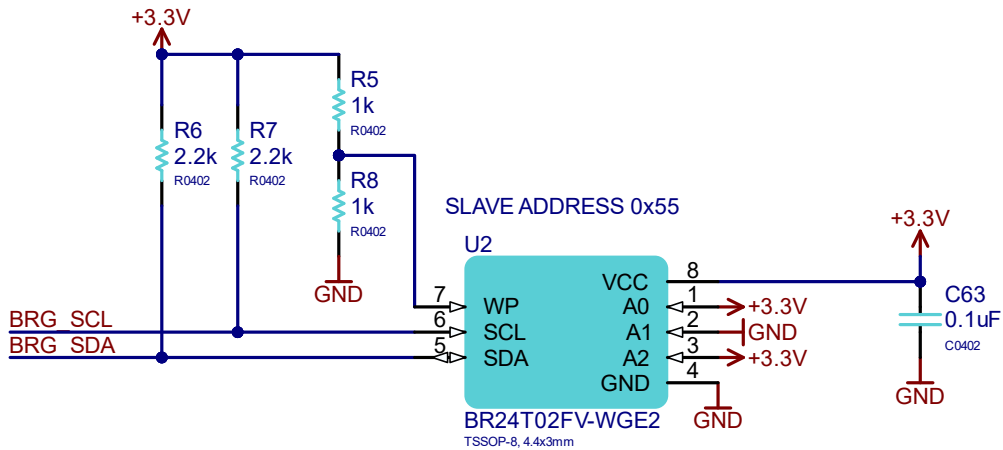 +3.3V
R5
1k
R0402
R6
2.2k
R0402
R7
2.2k
R0402
R8
1k
R0402
GND
SLAVE ADDRESS 0x55
U2
+3.3V
VCC 8
7 WP
A0 1 +3.3V
6 SCL
A1 2 GND
5 SDA
A2 3 +3.3V
GND 4
GND
BRG_SCL
BRG_SDA
C63
0.1uF
C0402
GND
BR24T02FV-WGE2
TSSOP-8, 4.4x3mm